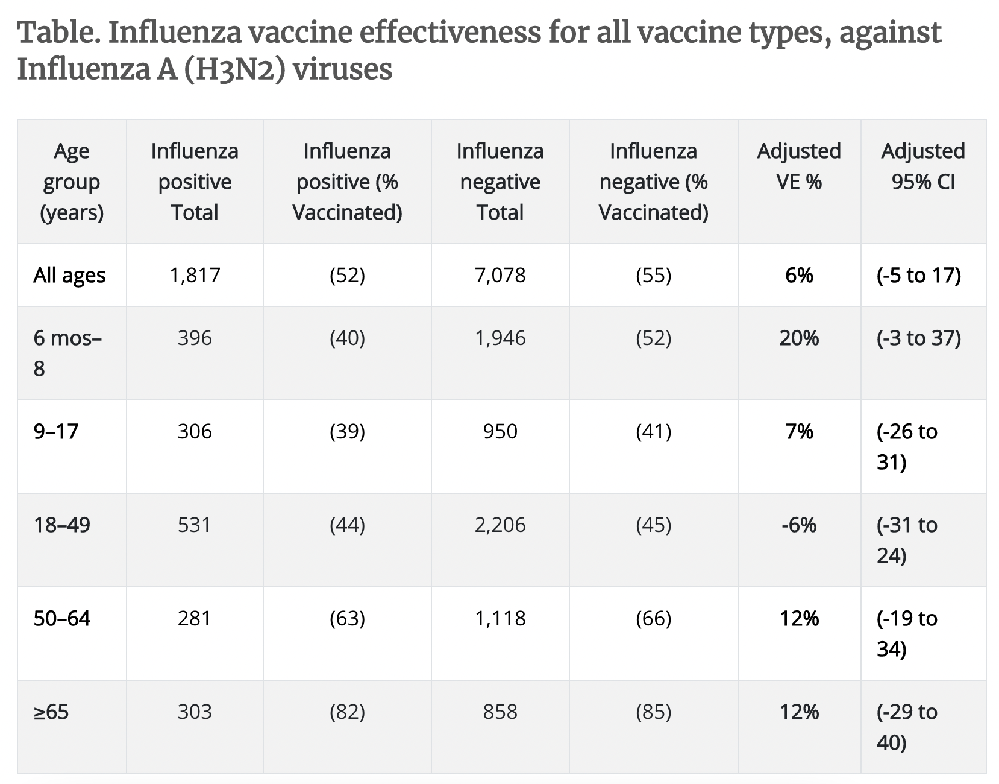 Table. Influenza vaccine effectiveness for all vaccine types, against
Influenza A (H3N2) viruses
Age group (years) Influenza positive Total Influenza positive (% Vaccinated) Influenza negative Total Influenza negative (% Vaccinated) Adjusted VE % Adjusted 95% CI
All ages 1,817 (52) 7,078 (55) 6% (-5 to 17)
6 mos–8 396 (40) 1,946 (52) 20% (-3 to 37)
9–17 306 (39) 950 (41) 7% (-26 to 31)
18–49 531 (44) 2,206 (45) -6% (-31 to 24)
50–64 281 (63) 1,118 (66) 12% (-19 to 34)
≥65 303 (82) 858 (85) 12% (-29 to 40)